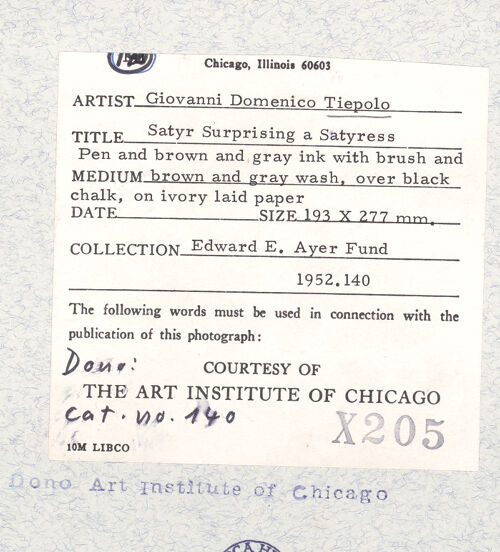 Chicago, Illinois 60603
ARTIST Giovanni Domenico Tiepolo
TITLE Satyr Surprising a Satyress
Pen and brown and gray ink with brush and
MEDIUM brown and gray wash, over black
chalk, on ivory laid paper
DATE SIZE 193 X 277 mm.
COLLECTION Edward E. Ayer Fund
1952.140
The following words must be used in connection with the
publication of this photograph:
Dono: COURTESY OF
THE ART INSTITUTE OF CHICAGO
cat. no. 140
X205
10M LIBCO
Dono Art Institute of Chicago